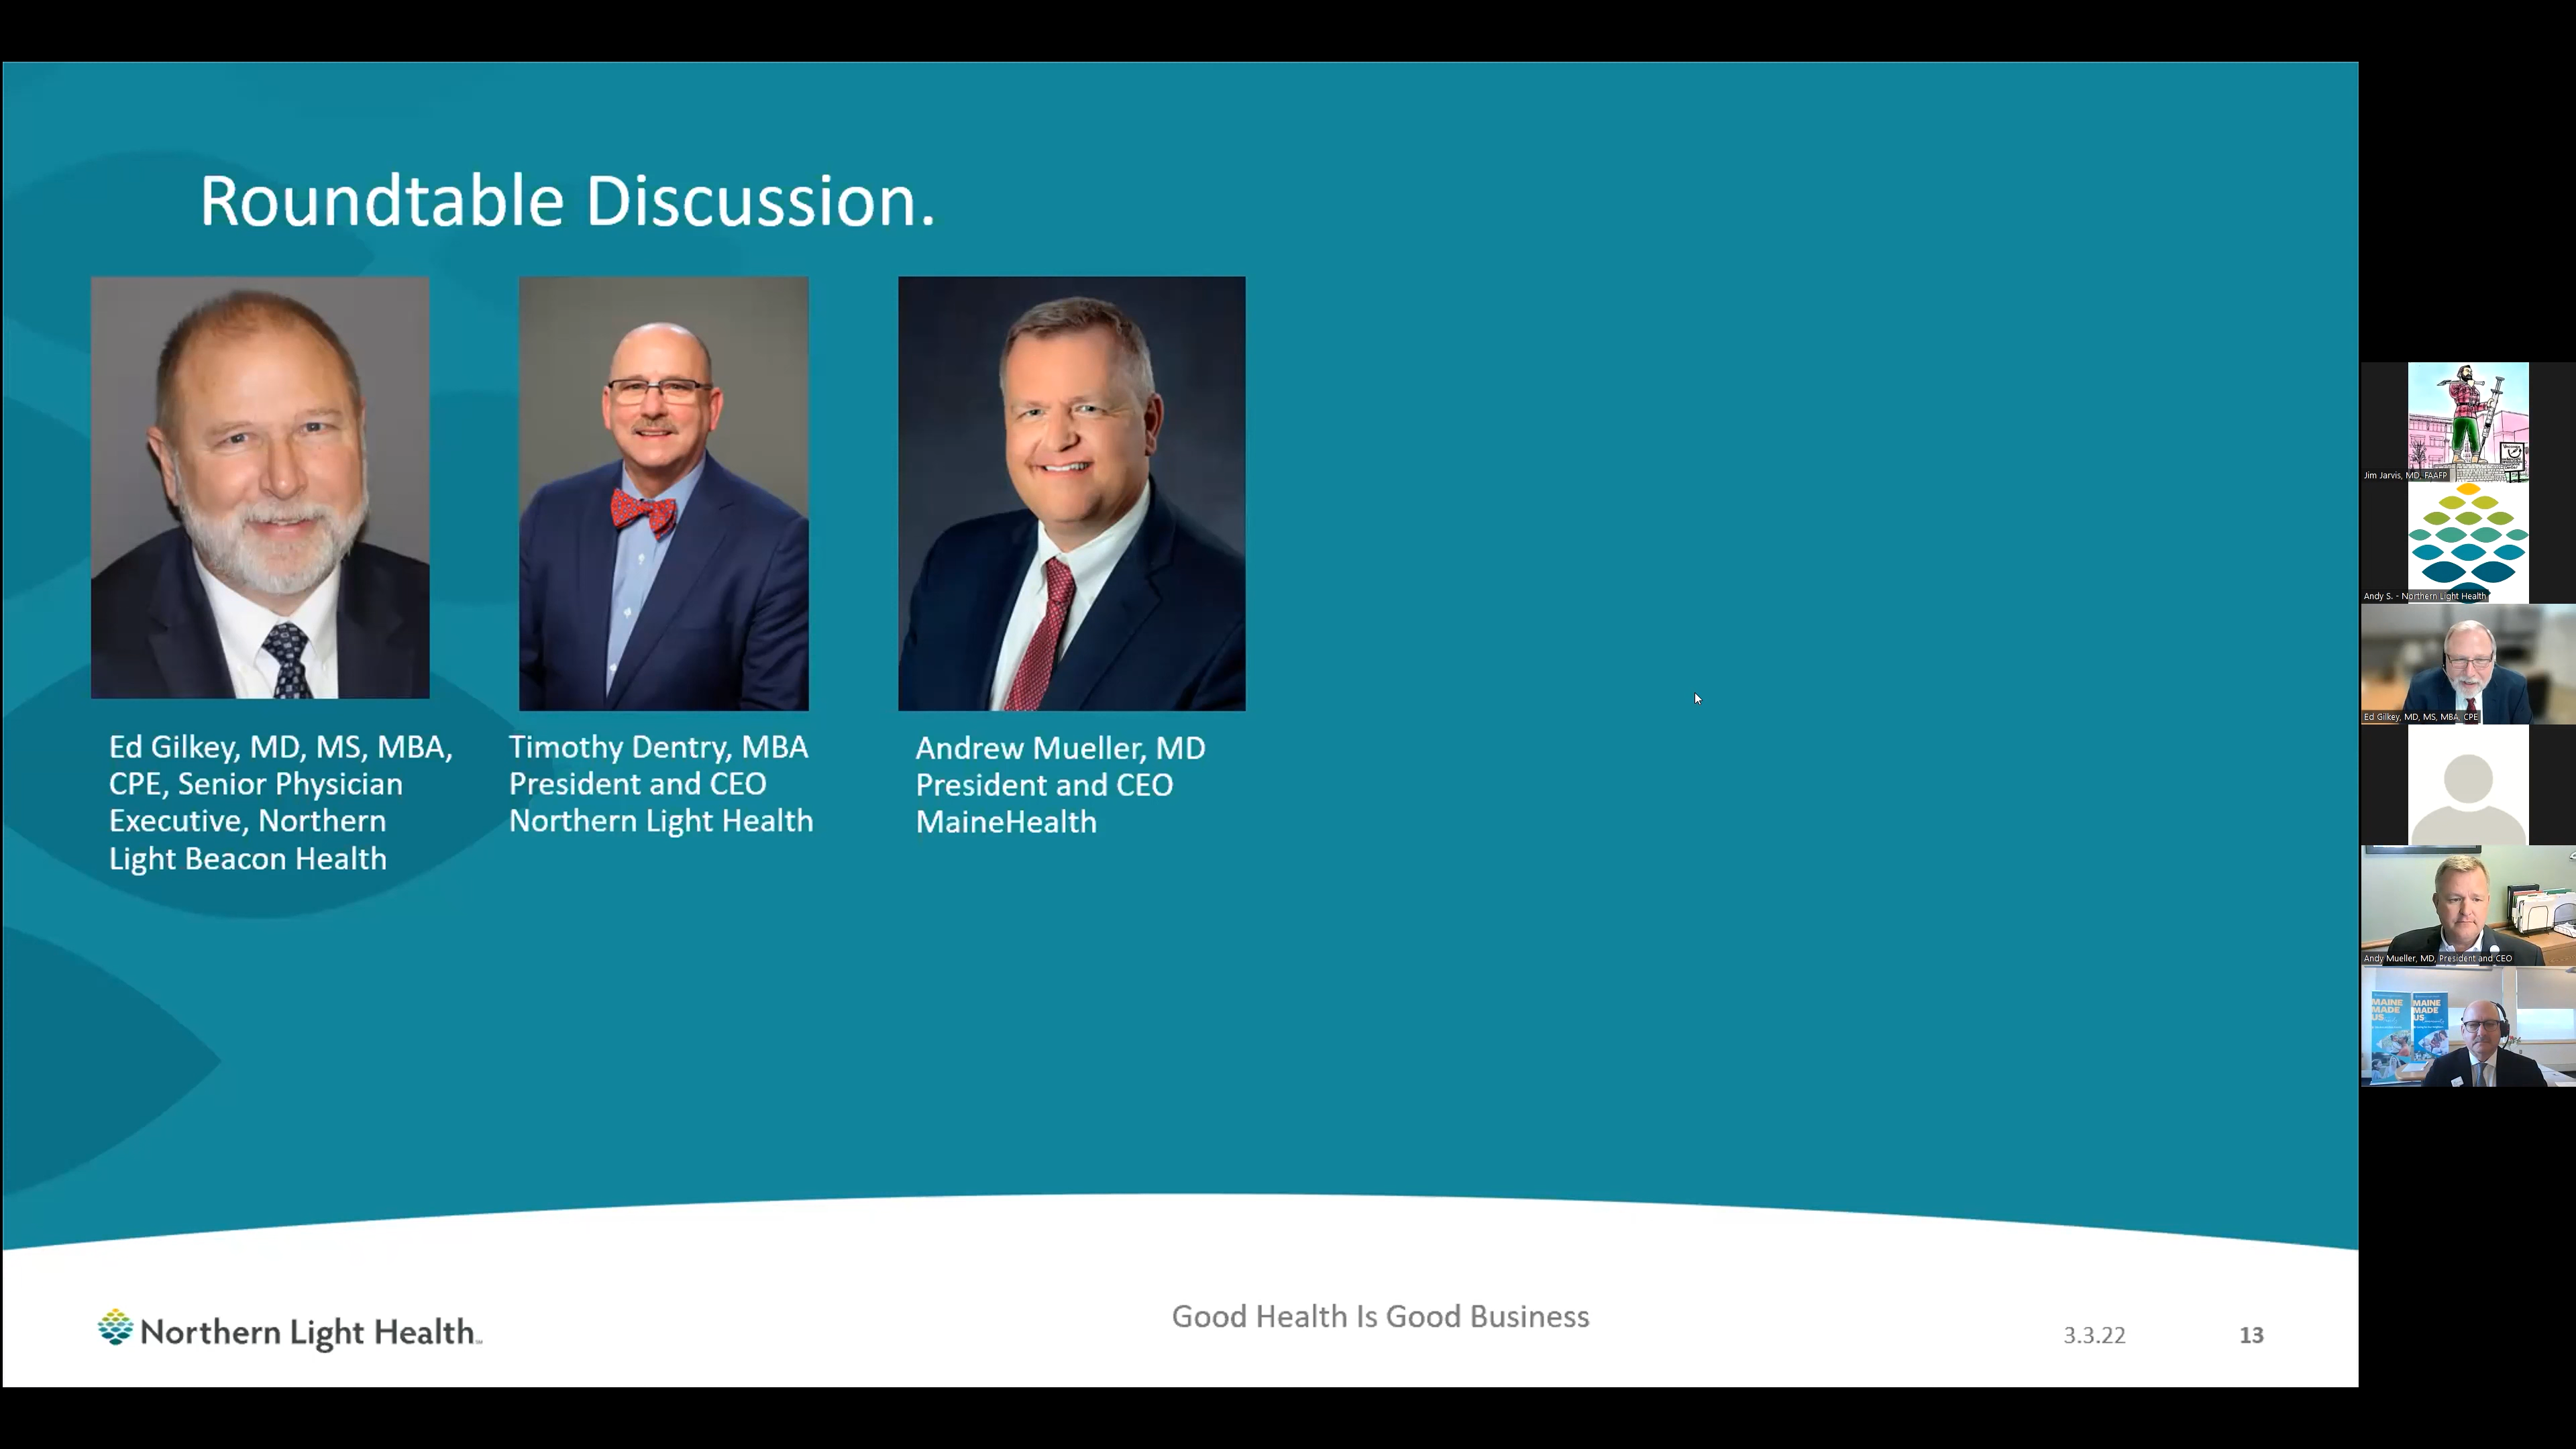 Roundtable Discussion.
Ed Gilkey, MD, MS, MBA,
CPE, Senior Physician
Executive, Northern
Light Beacon Health
Timothy Dentry, MBA
President and CEO
Northern Light Health
Andrew Mueller, MD
President and CEO
MaineHealth
Northern Light Health
Good Health Is Good Business
3.3.22
13
Jim Jarvis, MD, FAAFP
Andy S. - Northern Light Health
Ed Gilkey, MD, MS, MBA, CPE
Andy Mueller, MD, President and CEO
MAINE
MADE
US
MAINE
MADE
US